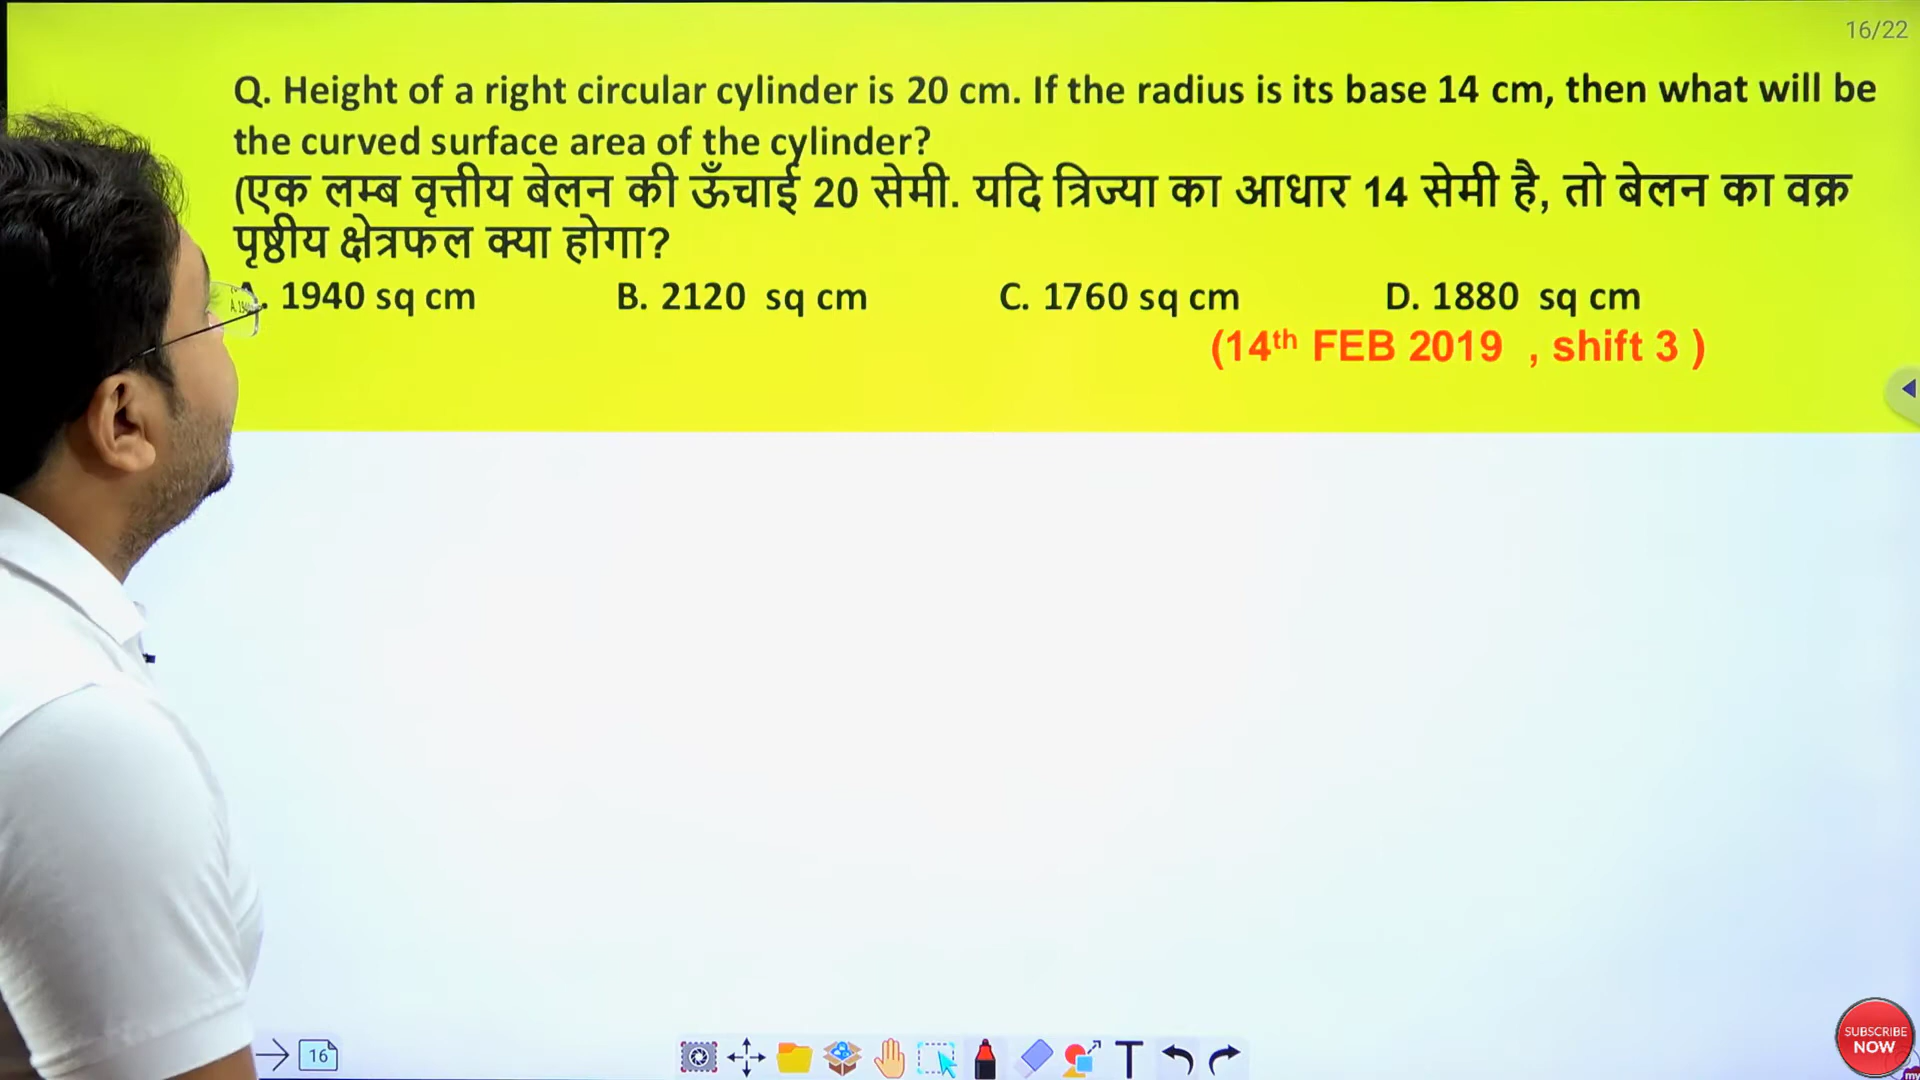 16/22
Q. Height of a right circular cylinder is 20 cm. If the radius is its base 14 cm, then what will be
the curved surface area of the cylinder?
(एक लम्ब वृत्तीय बेलन की ऊँचाई 20 सेमी. यदि त्रिज्या का आधार 14 सेमी है, तो बेलन का वक्र
पृष्ठीय क्षेत्रफल क्या होगा?
A. 1940 sq cm B. 2120 sq cm C. 1760 sq cm D. 1880 sq cm
(14th FEB 2019 , shift 3 )
16
T
SUBSCRIBE
NOW
my